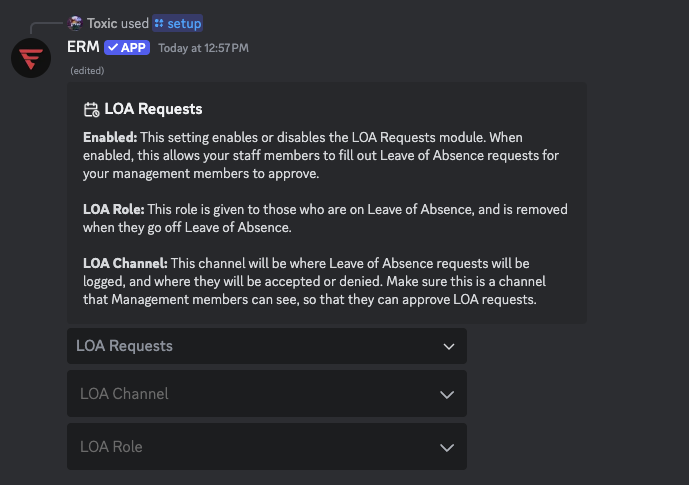 Toxic used setup
ERM ✓ APP Today at 12:57 PM
(edited)
LOA Requests
Enabled: This setting enables or disables the LOA Requests module. When
enabled, this allows your staff members to fill out Leave of Absence requests for
your management members to approve.
LOA Role: This role is given to those who are on Leave of Absence, and is removed
when they go off Leave of Absence.
LOA Channel: This channel will be where Leave of Absence requests will be
logged, and where they will be accepted or denied. Make sure this is a channel
that Management members can see, so that they can approve LOA requests.
LOA Requests
LOA Channel
LOA Role